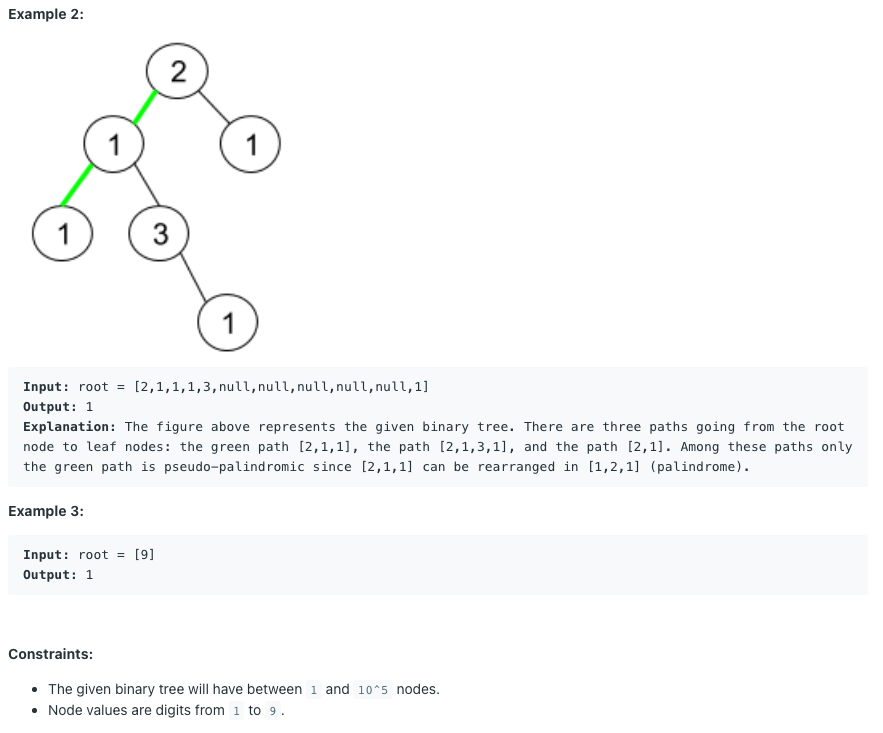 Example 2:
2
1
1
1
3
1
Input: root = [2,1,1,1,3,null,null,null,null,null,1]
Output: 1
Explanation: The figure above represents the given binary tree. There are three paths going from the root
node to leaf nodes: the green path [2,1,1], the path [2,1,3,1], and the path [2,1]. Among these paths only
the green path is pseudo-palindromic since [2,1,1] can be rearranged in [1,2,1] (palindrome).
Example 3:
Input: root = [9]
Output: 1
Constraints:
• The given binary tree will have between 1 and 10^5 nodes.
• Node values are digits from 1 to 9.